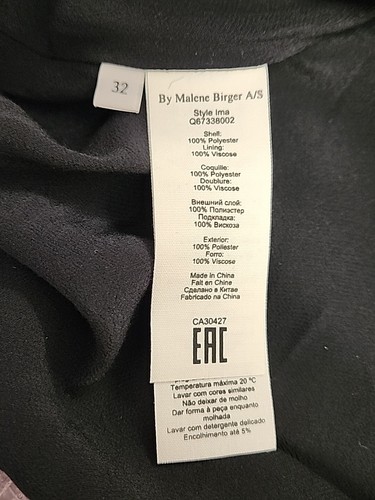 32
By Malene Birger A/S
Style Ima
Q67338002
Shell:
100% Polyester
Lining:
100% Viscose
Coquille:
100% Polyester
Doublure:
100% Viscose
Внешний слой:
100% Полиэстер
Подкладка:
100% Вискоза
Exterior:
100% Poliester
Forro:
100% Viscose
Made in China
Fait en Chine
Сделано в Китае
Fabricado na China
CA30427
EAC
Temperatura máxima 20 °C
Lavar com cores similares
Não deixar de molho
Dar forma à peça enquanto
molhada
Lavar com detergente delicado
Encolhimento até 5%